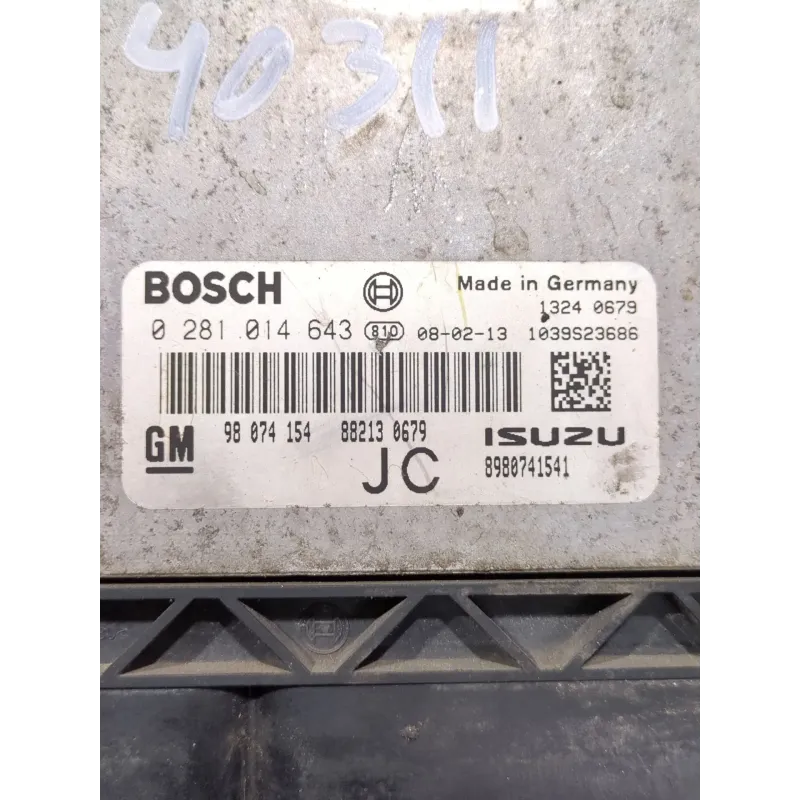 40311
BOSCH Made in Germany
1324 0679
0 281 014 643 810 08-02-13 1039S23686
GM 98 074 154 88213 0679 ISUZU
JC 8980741541